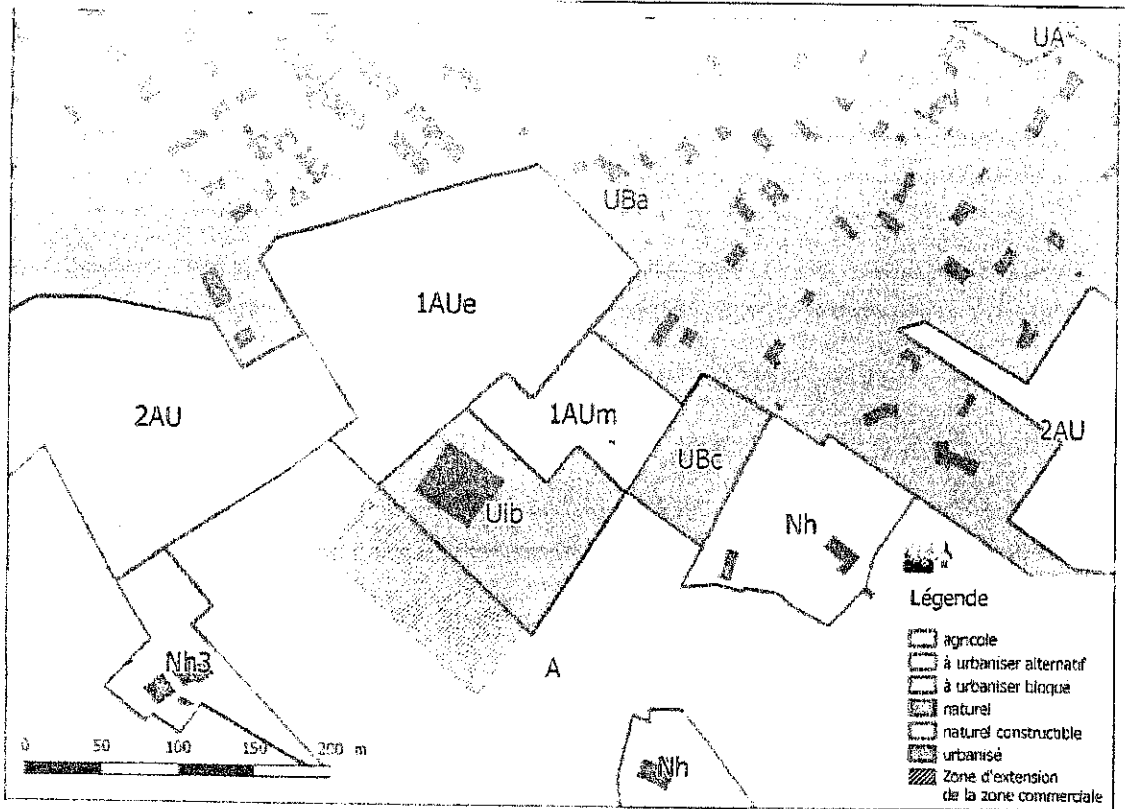 UA
UBa
1AUe
2AU
1AUm
2AU
UBc
UIb
Nh
A
Nh3
Nh
0 50 100 150 200 m
Légende
agricole
à urbaniser alternatif
à urbaniser bloqué
naturel
naturel constructible
urbanisé
Zone d'extension
de la zone commerciale